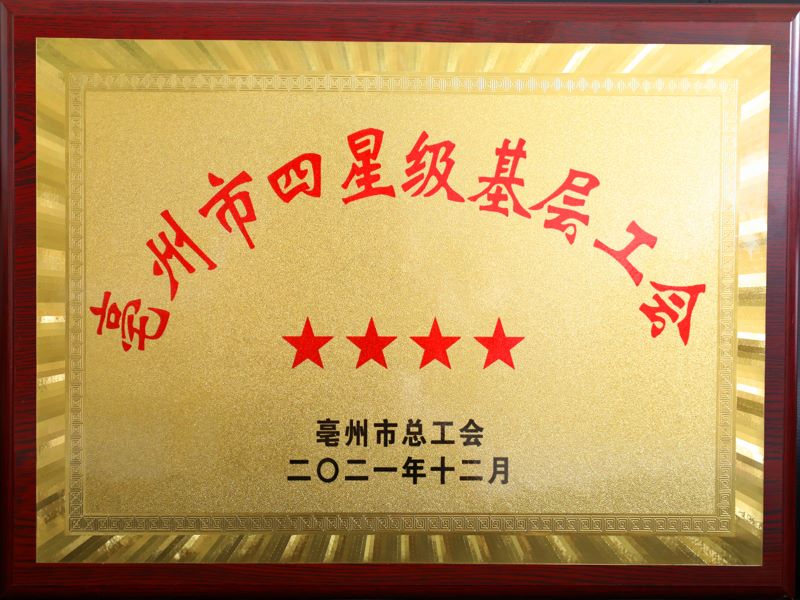 亳州市四星级基层工会
★★★★
亳州市总工会
二〇二一年十二月